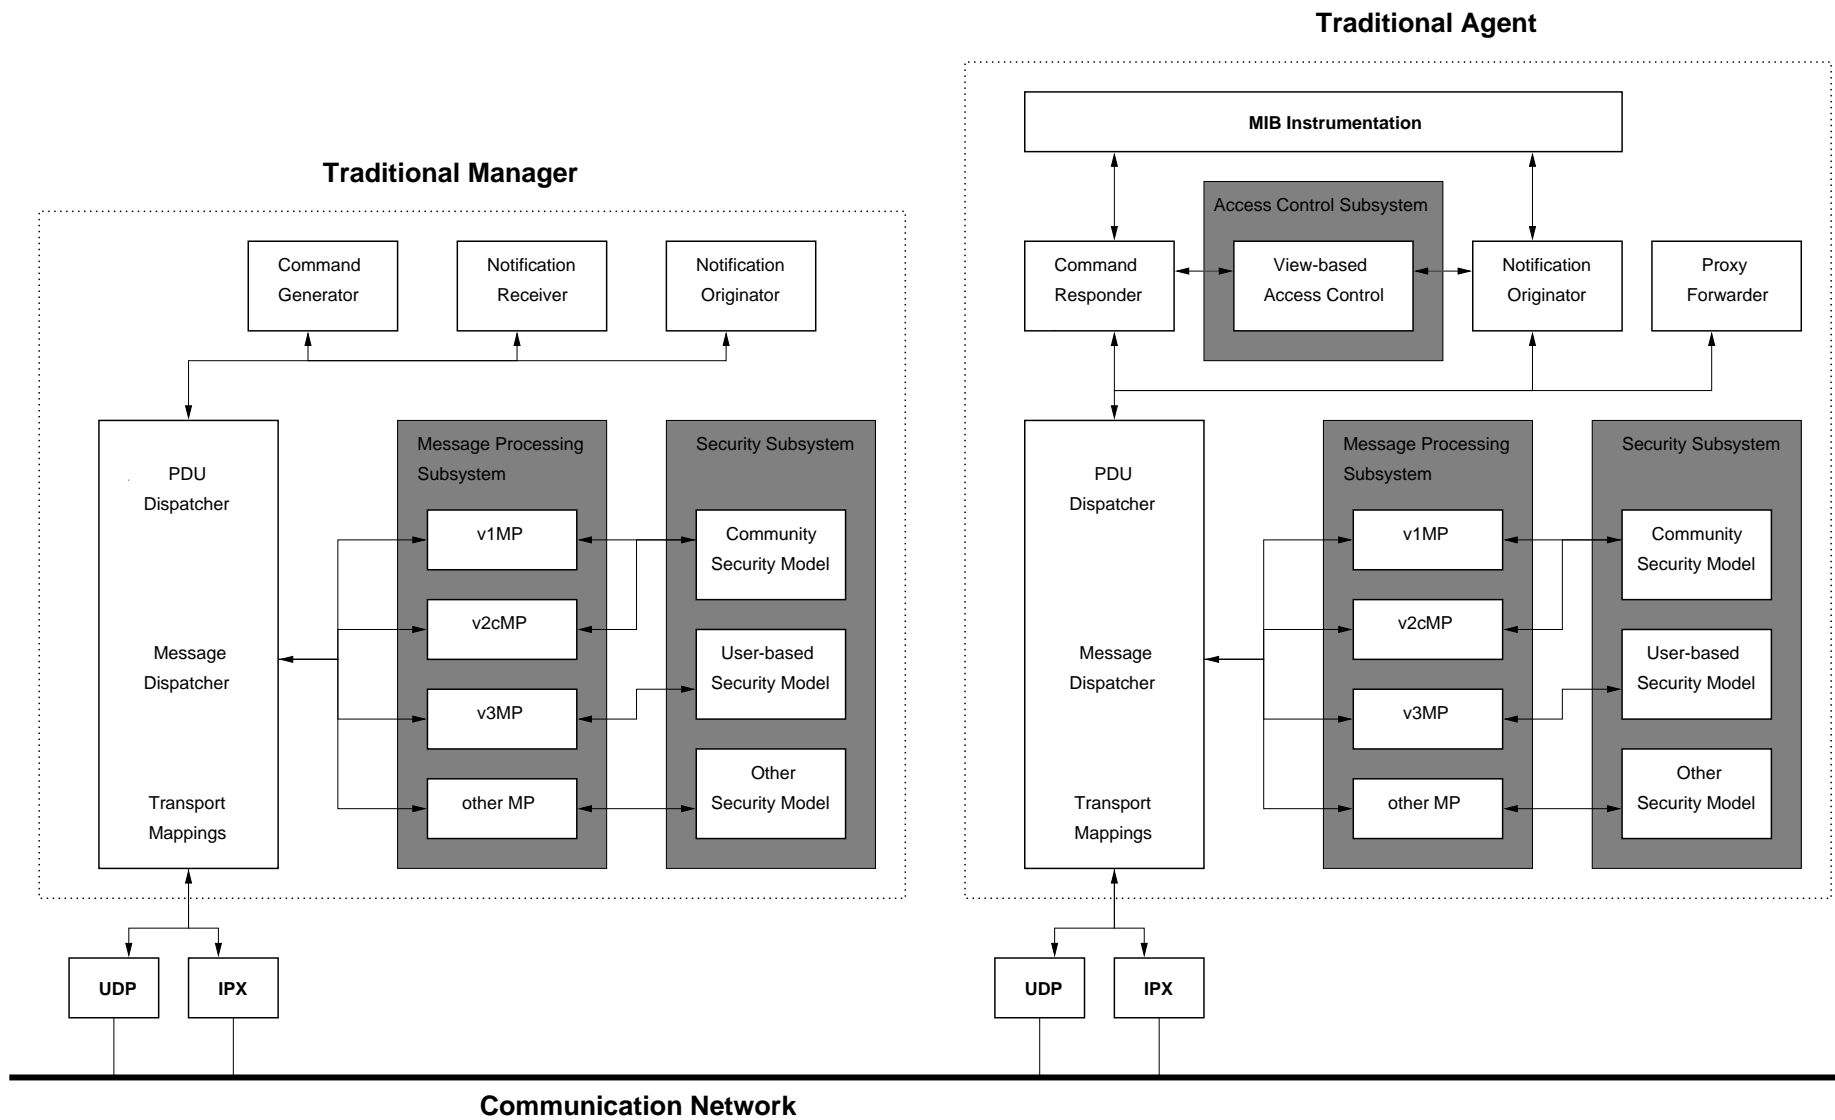 Traditional Agent
MIB Instrumentation
Traditional Manager
Access Control Subsystem
Command
Generator
Notification
Receiver
Notification
Originator
Command
Responder
View-based
Access Control
Notification
Originator
Proxy
Forwarder
PDU
Dispatcher
Message
Dispatcher
Transport
Mappings
Message Processing
Subsystem
v1MP
v2cMP
v3MP
other MP
Security Subsystem
Community
Security Model
User-based
Security Model
Other
Security Model
PDU
Dispatcher
Message
Dispatcher
Transport
Mappings
Message Processing
Subsystem
v1MP
v2cMP
v3MP
other MP
Security Subsystem
Community
Security Model
User-based
Security Model
Other
Security Model
UDP
IPX
UDP
IPX
Communication Network